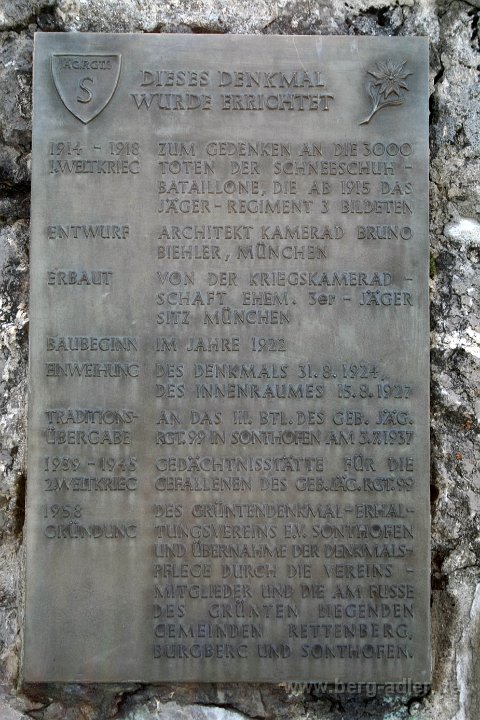 JÄG.RGT.3
S
DIESES DENKMAL
WURDE ERRICHTET
1914 - 1918 ZUM GEDENKEN AN DIE 3000
1.WELTKRIEG TOTEN DER SCHNEESCHUH-
BATAILLONE, DIE AB 1915 DAS
JÄGER-REGIMENT 3 BILDETEN
ENTWURF ARCHITEKT KAMERAD BRUNO
BIEHLER, MÜNCHEN
ERBAUT VON DER KRIEGSKAMERAD-
SCHAFT EHEM. 3er-JÄGER
SITZ MÜNCHEN
BAUBEGINN IM JAHRE 1922
EINWEIHUNG DES DENKMALS 31.8.1924,
DES INNENRAUMES 15.8.1927
TRADITIONS- AN DAS III. BTL. DES GEB. JÄG.
ÜBERGABE RGT. 99 IN SONTHOFEN AM 3.7.1937
1939 - 1945 GEDÄCHTNISSTÄTTE FÜR DIE
2.WELTKRIEG GEFALLENEN DES GEB.JÄG.RGT.99
1958 DES GRÜNTENDENKMAL-ERHAL-
GRÜNDUNG TUNGSVEREINS E.V. SONTHOFEN
UND ÜBERNAHME DER DENKMALS-
PFLEGE DURCH DIE VEREINS-
MITGLIEDER UND DIE AM FUSSE
DES GRÜNTEN LIEGENDEN
GEMEINDEN RETTENBERG,
BURGBERG UND SONTHOFEN.
www.berg-adler.de